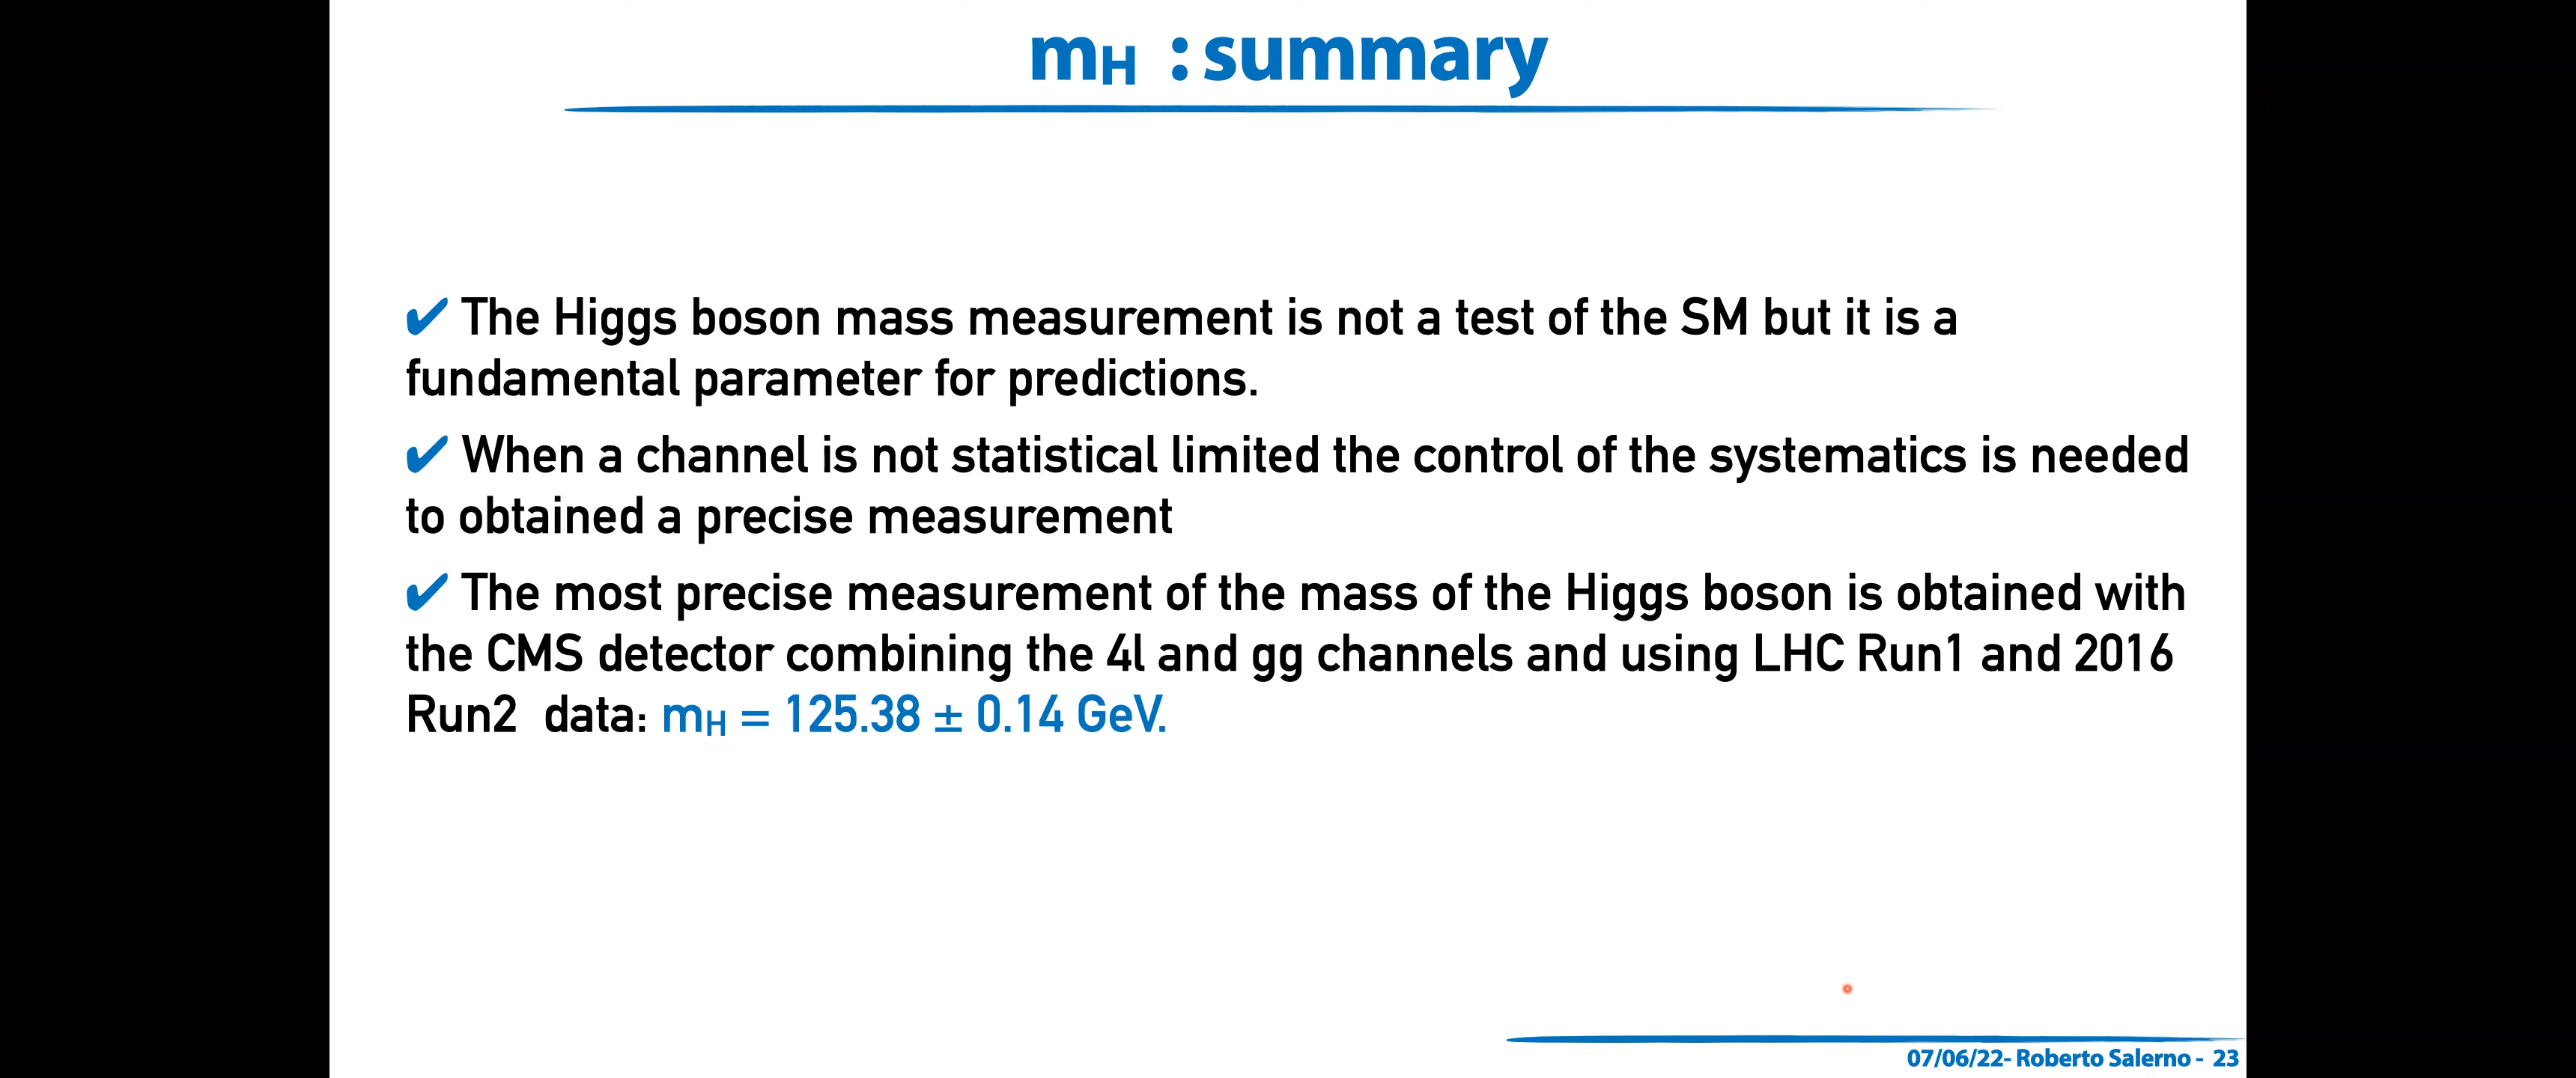 mH : summary
✔ The Higgs boson mass measurement is not a test of the SM but it is a
fundamental parameter for predictions.
✔ When a channel is not statistical limited the control of the systematics is needed
to obtained a precise measurement
✔ The most precise measurement of the mass of the Higgs boson is obtained with
the CMS detector combining the 4l and gg channels and using LHC Run1 and 2016
Run2 data: mH = 125.38 ± 0.14 GeV.
07/06/22- Roberto Salerno - 23